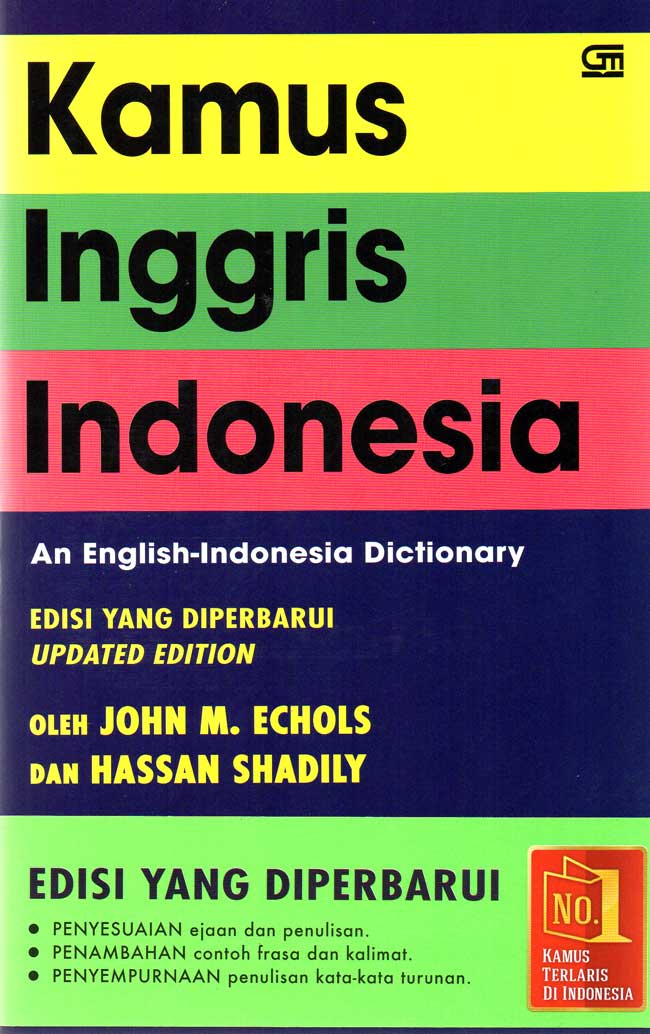 GM
Kamus
Inggris
Indonesia
An English-Indonesia Dictionary
EDISI YANG DIPERBARUI
UPDATED EDITION
OLEH JOHN M. ECHOLS
DAN HASSAN SHADILY
EDISI YANG DIPERBARUI
• PENYESUAIAN ejaan dan penulisan.
• PENAMBAHAN contoh frasa dan kalimat.
• PENYEMPURNAAN penulisan kata-kata turunan.
NO.1
KAMUS
TERLARIS
DI INDONESIA